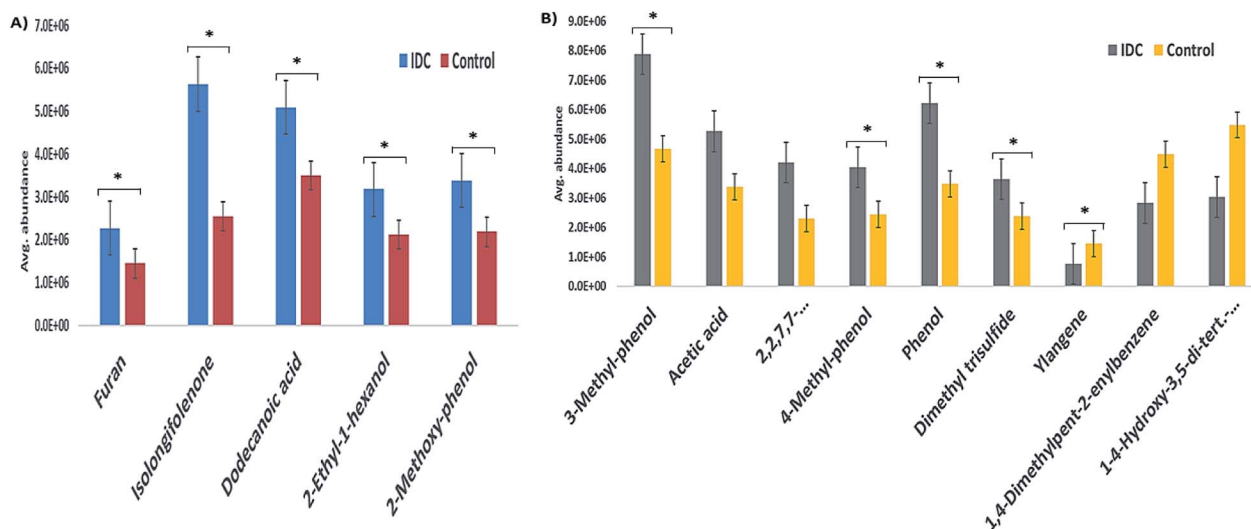 A)
Avg. abundance
7.0E+06
6.0E+06
5.0E+06
4.0E+06
3.0E+06
2.0E+06
1.0E+06
0.0E+00
IDC Control
*
*
*
*
*
Furan
Isolongifolenone
Dodecanoic acid
2-Ethyl-1-hexanol
2-Methoxy-phenol
B)
Avg. abundance
9.0E+06
8.0E+06
7.0E+06
6.0E+06
5.0E+06
4.0E+06
3.0E+06
2.0E+06
1.0E+06
0.0E+06
IDC Control
*
*
*
*
*
3-Methyl-phenol
Acetic acid
2,2,7,7-...
4-Methyl-phenol
Phenol
Dimethyl trisulfide
Ylangene
1,4-Dimethylpent-2-enylbenzene
1-4-Hydroxy-3,5-di-tert.-...